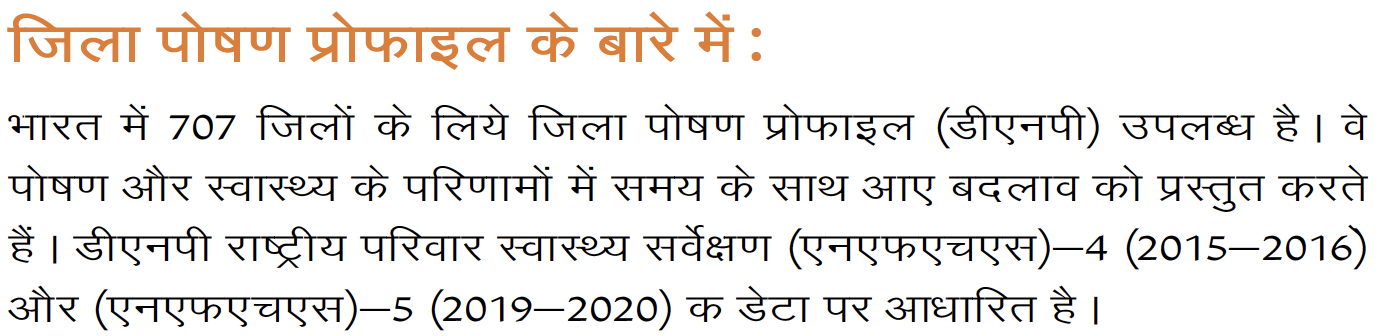 जिला पोषण प्रोफाइल के बारे में :
भारत में 707 जिलों के लिये जिला पोषण प्रोफाइल (डीएनपी) उपलब्ध है। वे
पोषण और स्वास्थ्य के परिणामों में समय के साथ आए बदलाव को प्रस्तुत करते
हैं। डीएनपी राष्ट्रीय परिवार स्वास्थ्य सर्वेक्षण (एनएफएचएस)—4 (2015—2016)
और (एनएफएचएस)—5 (2019—2020) क डेटा पर आधारित है।